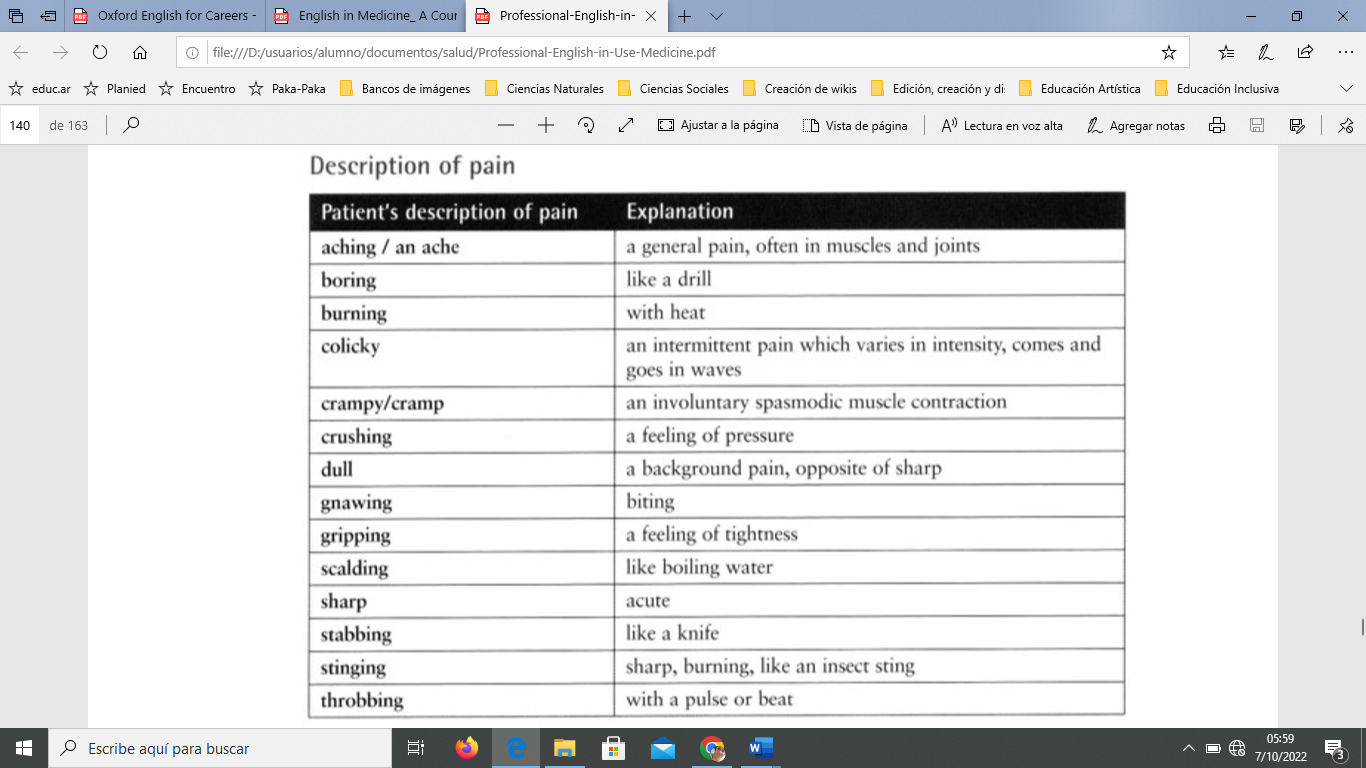 Oxford English for Careers -
English in Medicine_ A Cour
Professional-English-in-
file:///D:/usuarios/alumno/documentos/salud/Professional-English-in-Use-Medicine.pdf
educ.ar Planied Encuentro Paka-Paka Bancos de imágenes Ciencias Naturales Ciencias Sociales Creación de wikis Edición, creación y di Educación Artística Educación Inclusiva
140 de 163 Ajustar a la página Vista de página Lectura en voz alta Agregar notas
Description of pain
Patient's description of pain Explanation
aching / an ache a general pain, often in muscles and joints
boring like a drill
burning with heat
colicky an intermittent pain which varies in intensity, comes and
goes in waves
crampy/cramp an involuntary spasmodic muscle contraction
crushing a feeling of pressure
dull a background pain, opposite of sharp
gnawing biting
gripping a feeling of tightness
scalding like boiling water
sharp acute
stabbing like a knife
stinging sharp, burning, like an insect sting
throbbing with a pulse or beat
Escribe aquí para buscar
05:59
7/10/2022
3